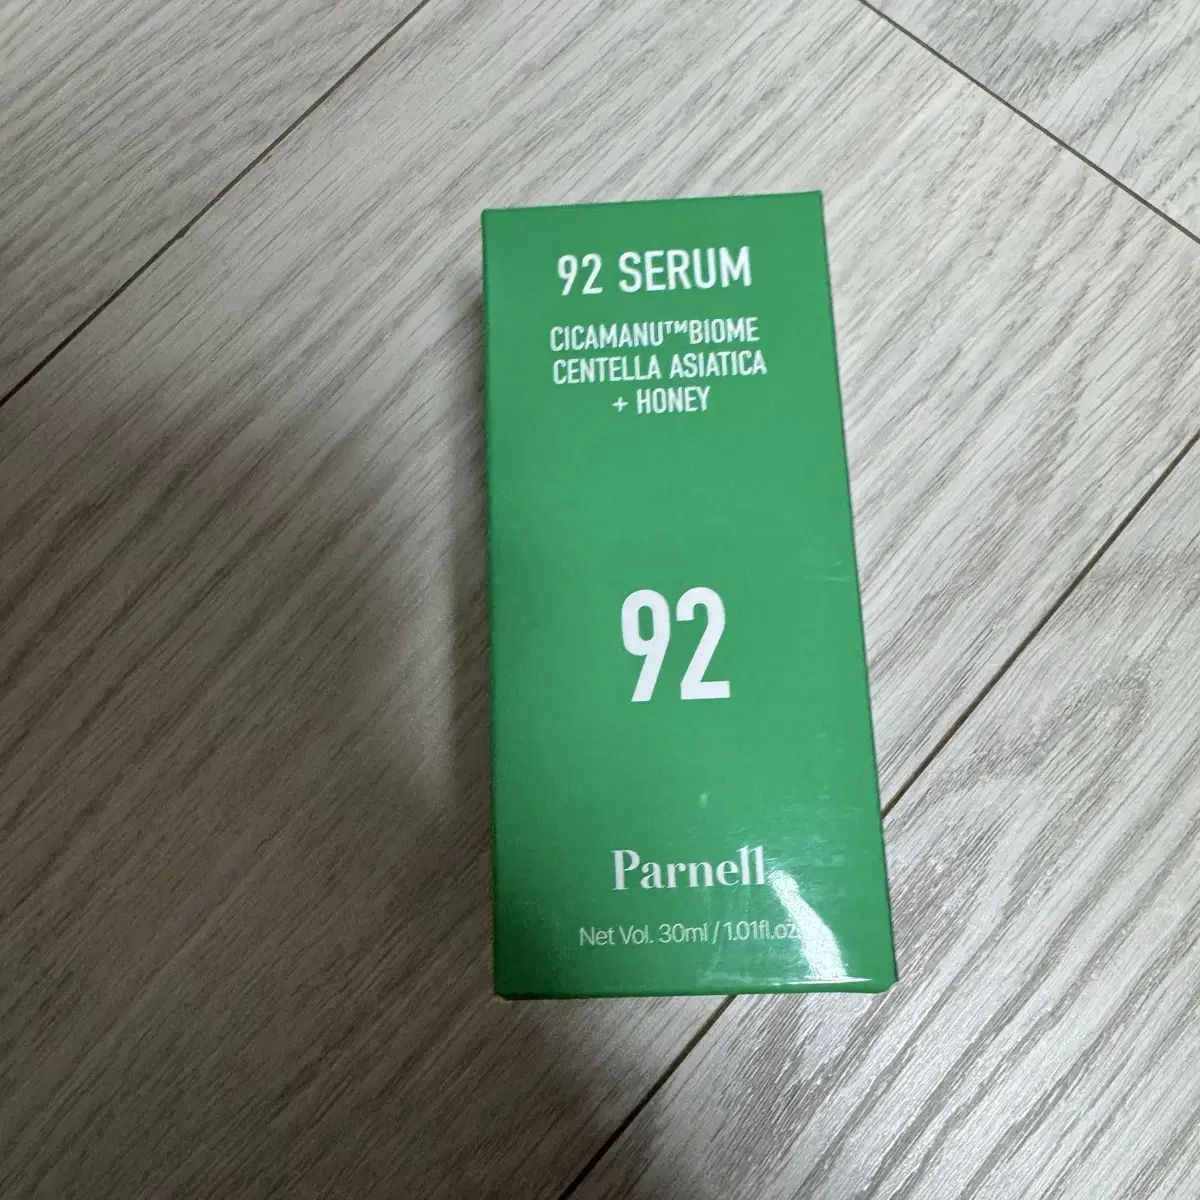 92 SERUM
CICAMANU™BIOME
CENTELLA ASIATICA
+ HONEY
92
Parnell
Net Vol. 30ml / 1.01fl.oz